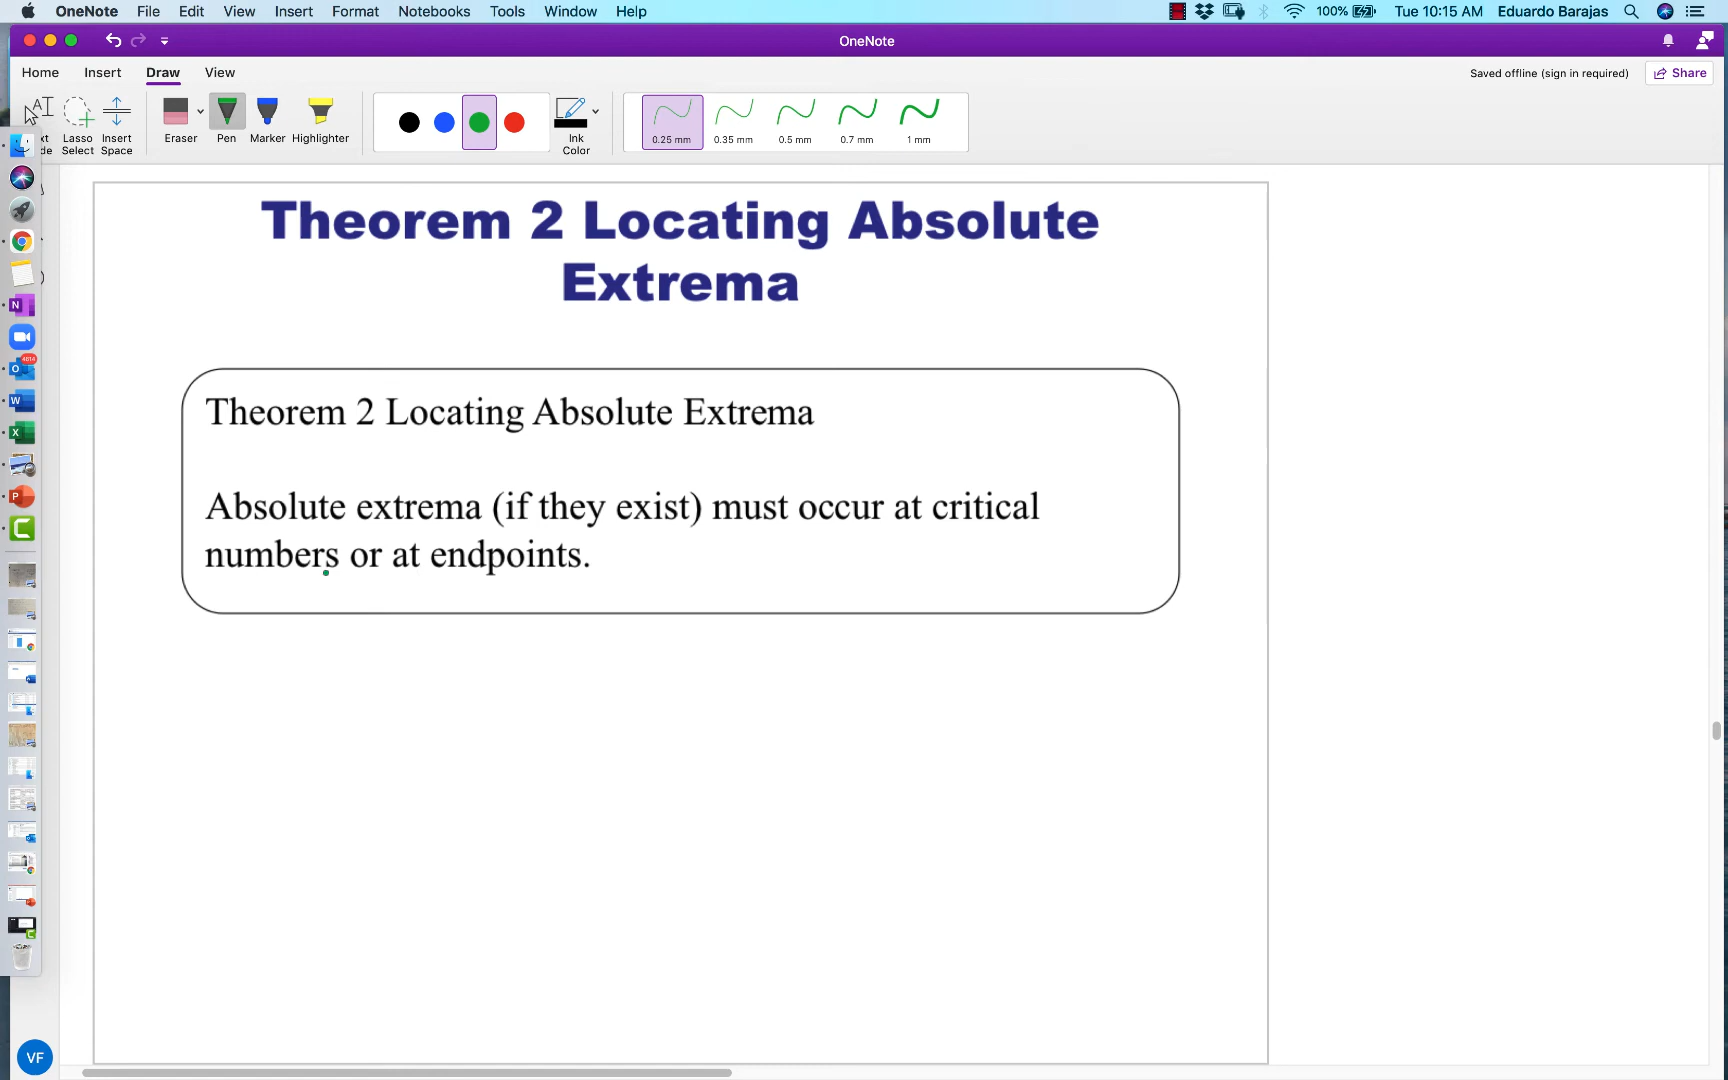 OneNote File Edit View Insert Format Notebooks Tools Window Help 100% Tue 10:15 AM Eduardo Barajas
OneNote
Home Insert Draw View Saved offline (sign in required) Share
Lasso Select
Insert Space
Eraser Pen Marker Highlighter
Ink Color
0.25 mm 0.35 mm 0.5 mm 0.7 mm 1 mm
Theorem 2 Locating Absolute
Extrema
Theorem 2 Locating Absolute Extrema
Absolute extrema (if they exist) must occur at critical
numbers or at endpoints.
VF